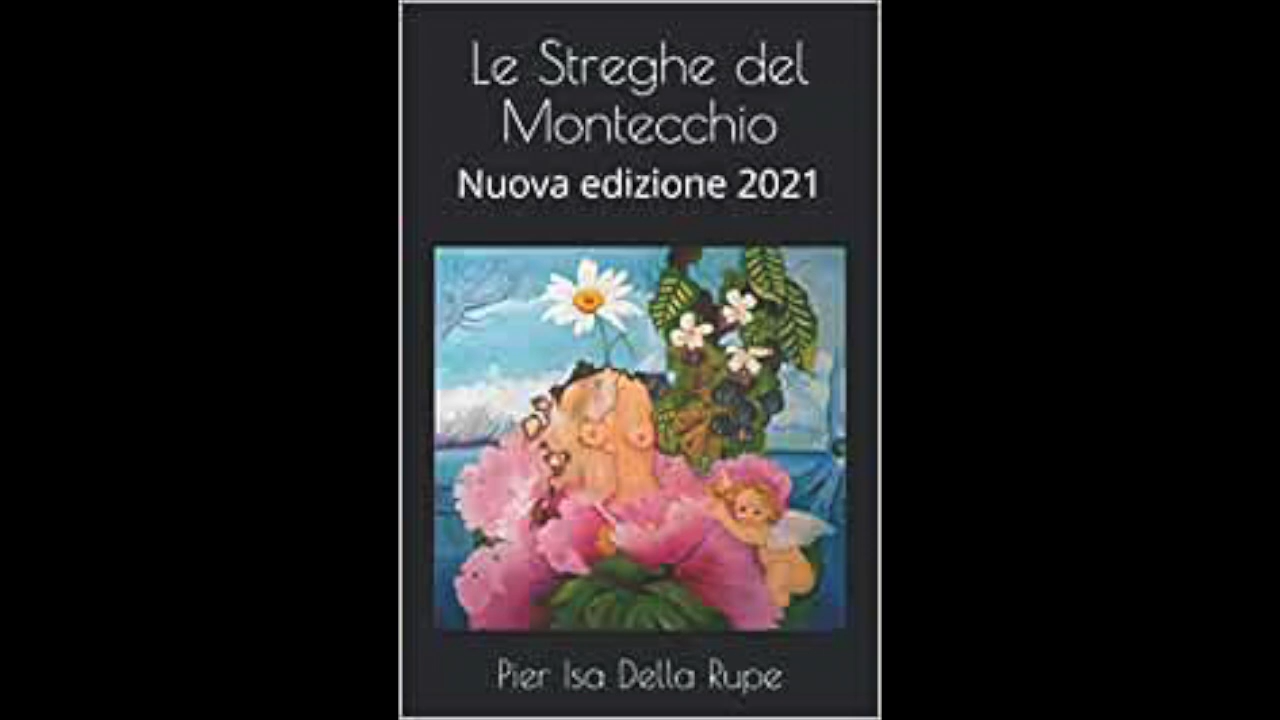 Le Streghe del
Montecchio
Nuova edizione 2021
Pier Isa Della Rupe